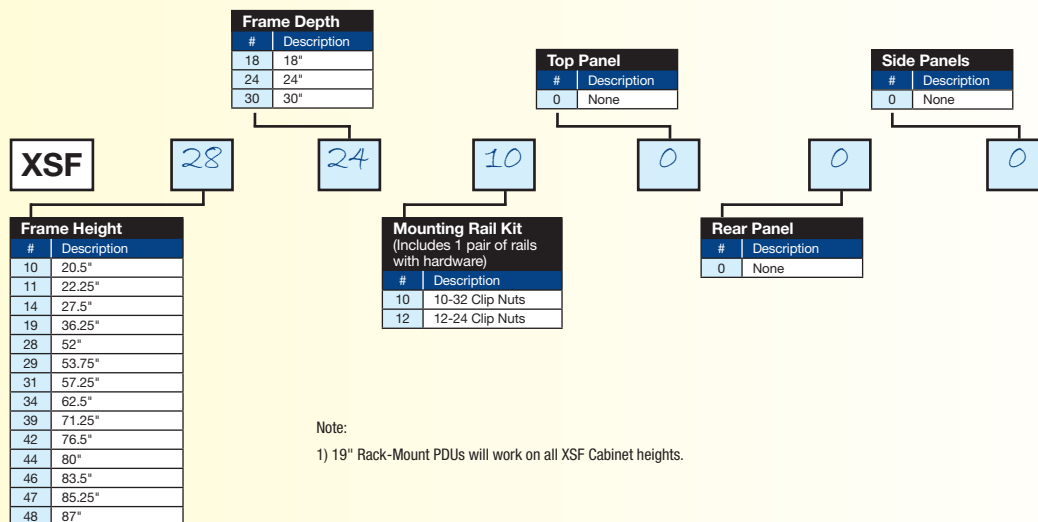 Frame Depth
# Description
18 18"
24 24"
30 30"
Top Panel
# Description
0 None
Side Panels
# Description
0 None
XSF 28 24 10 0 0 0
Frame Height
# Description
10 20.5"
11 22.25"
14 27.5"
19 36.25"
28 52"
29 53.75"
31 57.25"
34 62.5"
39 71.25"
42 76.5"
44 80"
46 83.5"
47 85.25"
48 87"
Mounting Rail Kit
(Includes 1 pair of rails
with hardware)
# Description
10 10-32 Clip Nuts
12 12-24 Clip Nuts
Rear Panel
# Description
0 None
Note:
1) 19" Rack-Mount PDUs will work on all XSF Cabinet heights.